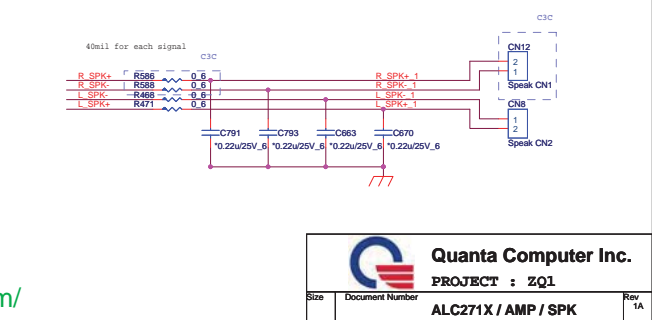 C3C
40mil for each signal
C3C
CN12
R_SPK+ R586 0_6 R_SPK+_1 2
R_SPK- R588 0_6 R_SPK-_1 1
L_SPK- R468 0_6 L_SPK-_1 Speak CN1
L_SPK+ R471 0_6 L_SPK+_1 CN8
1
2
C791 C793 C663 C670
*0.22u/25V_6 *0.22u/25V_6 *0.22u/25V_6 *0.22u/25V_6 Speak CN2
Quanta Computer Inc.
PROJECT : ZQ1
Size Document Number Rev
ALC271X / AMP / SPK 1A
m/